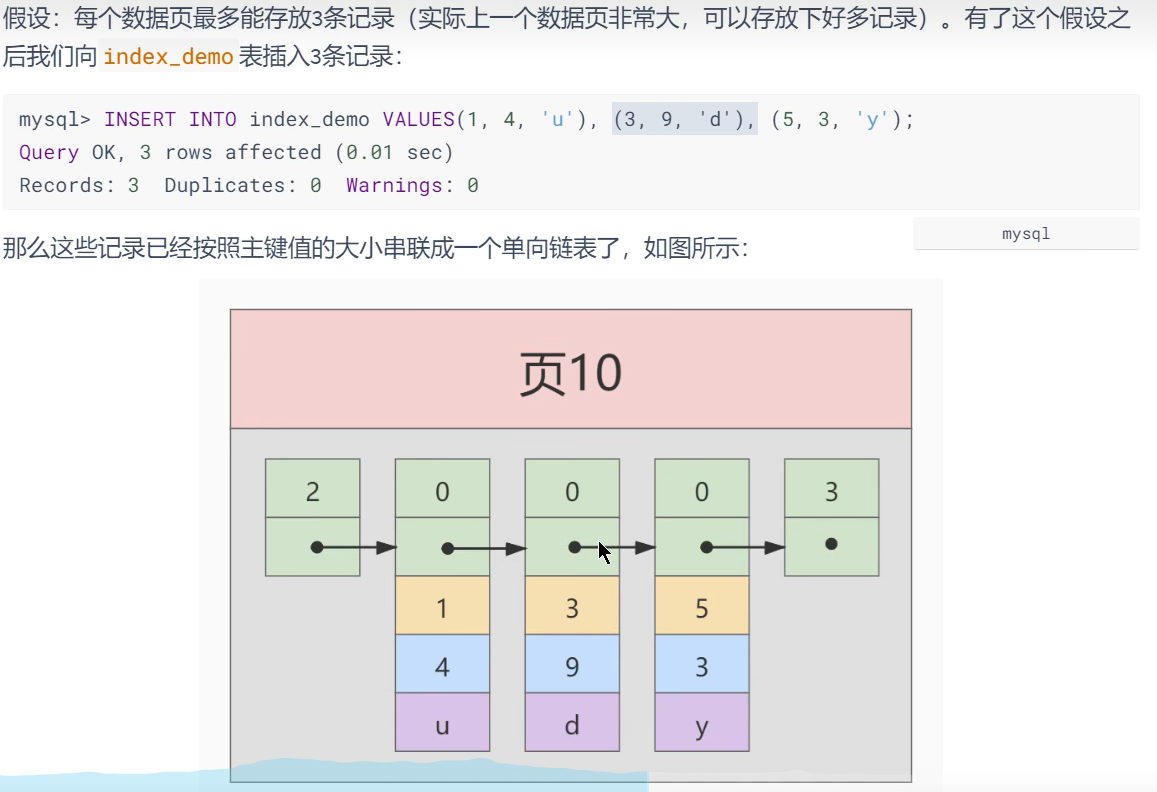 假设：每个数据页最多能存放3条记录（实际上一个数据页非常大，可以存放下好多记录）。有了这个假设之
后我们向 index_demo 表插入3条记录：
mysql> INSERT INTO index_demo VALUES(1, 4, 'u'), (3, 9, 'd'), (5, 3, 'y');
Query OK, 3 rows affected (0.01 sec)
Records: 3  Duplicates: 0  Warnings: 0
mysql
那么这些记录已经按照主键值的大小串联成一个单向链表了，如图所示：
页10
2 0 0 0 3
1 3 5
4 9 3
u d y